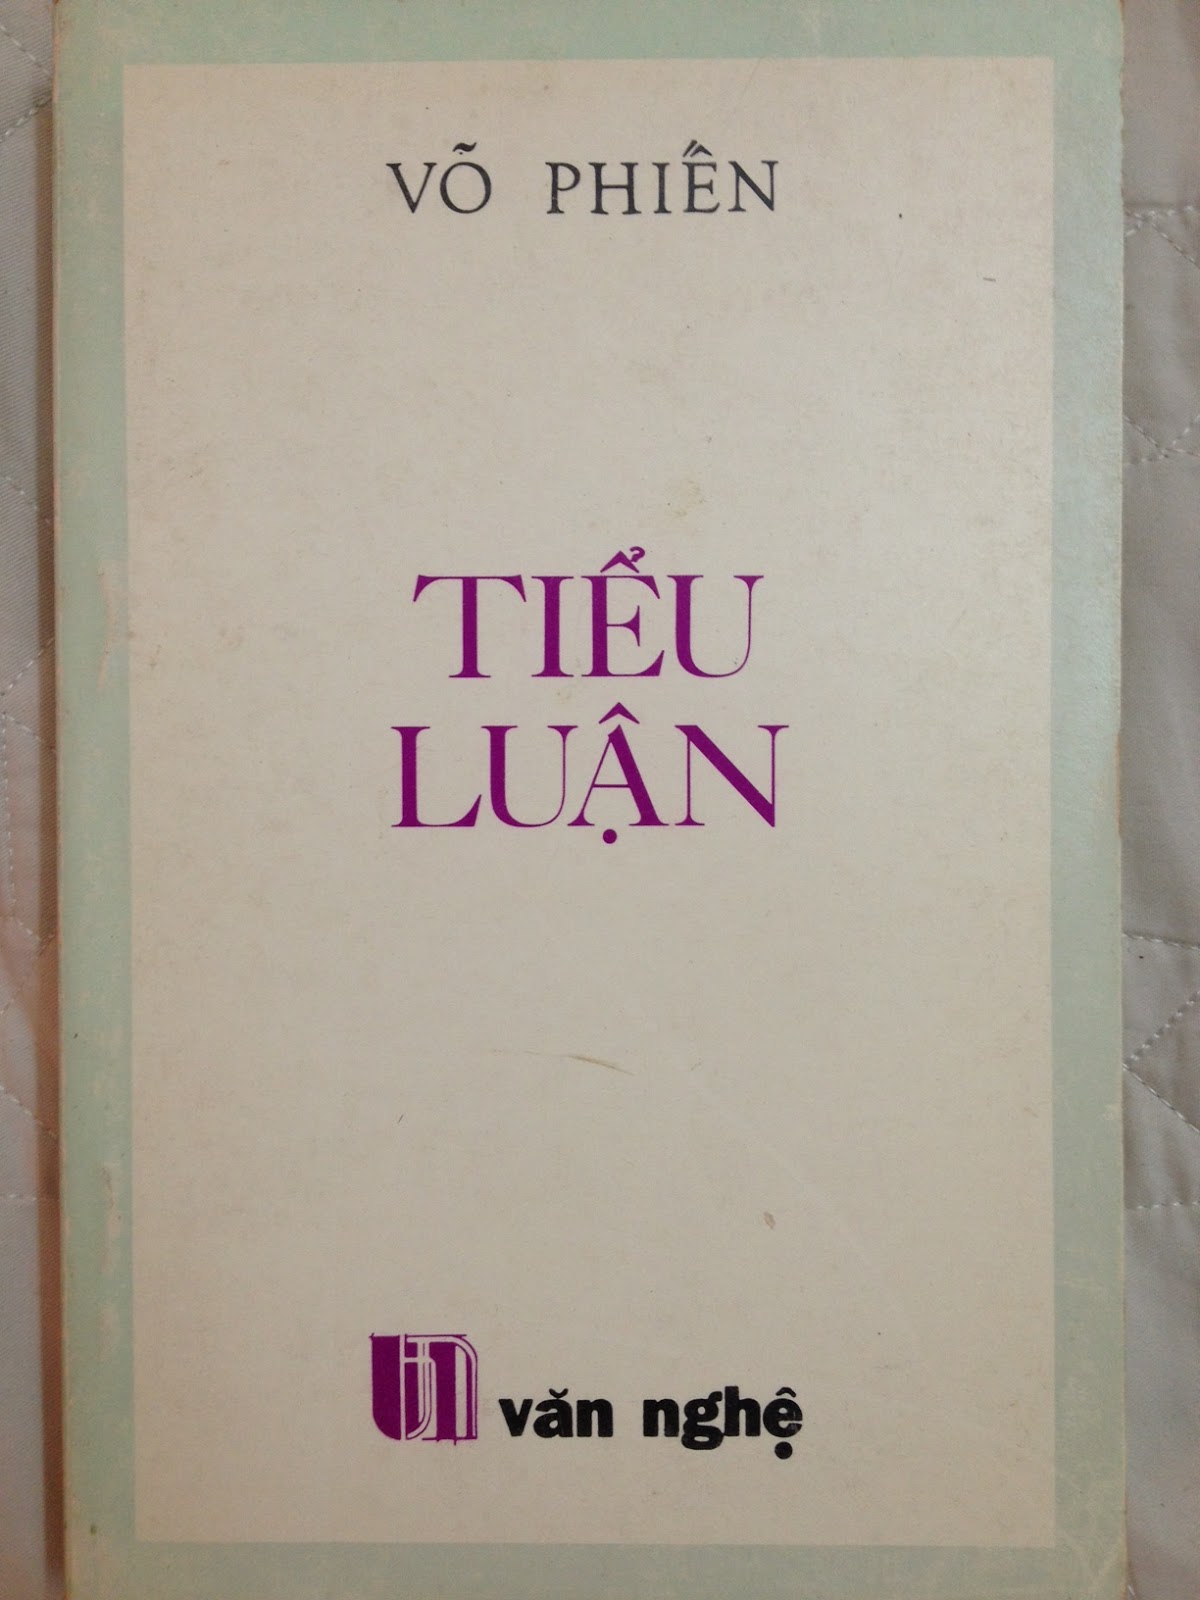 VÕ PHIẾN
TIỂU
LUẬN
văn nghệ